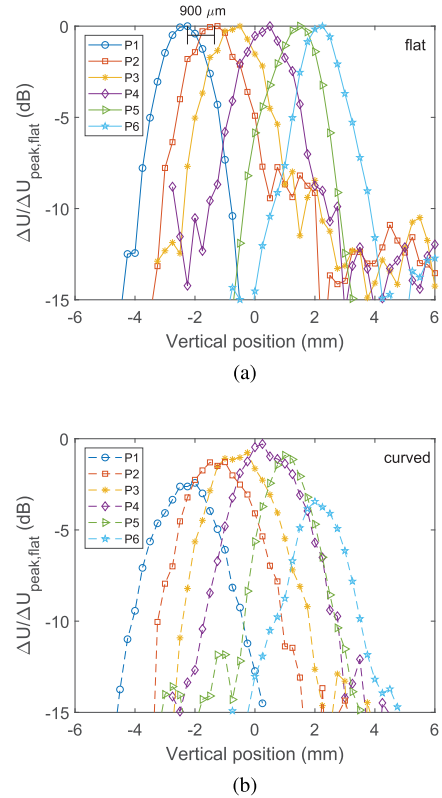 900 μm
0
-5
-10
-15
ΔU/ΔU_peak,flat (dB)
flat
P1
P2
P3
P4
P5
P6
-6 -4 -2 0 2 4 6
Vertical position (mm)
(a)
0
-5
-10
-15
ΔU/ΔU_peak,flat (dB)
curved
P1
P2
P3
P4
P5
P6
-6 -4 -2 0 2 4 6
Vertical position (mm)
(b)